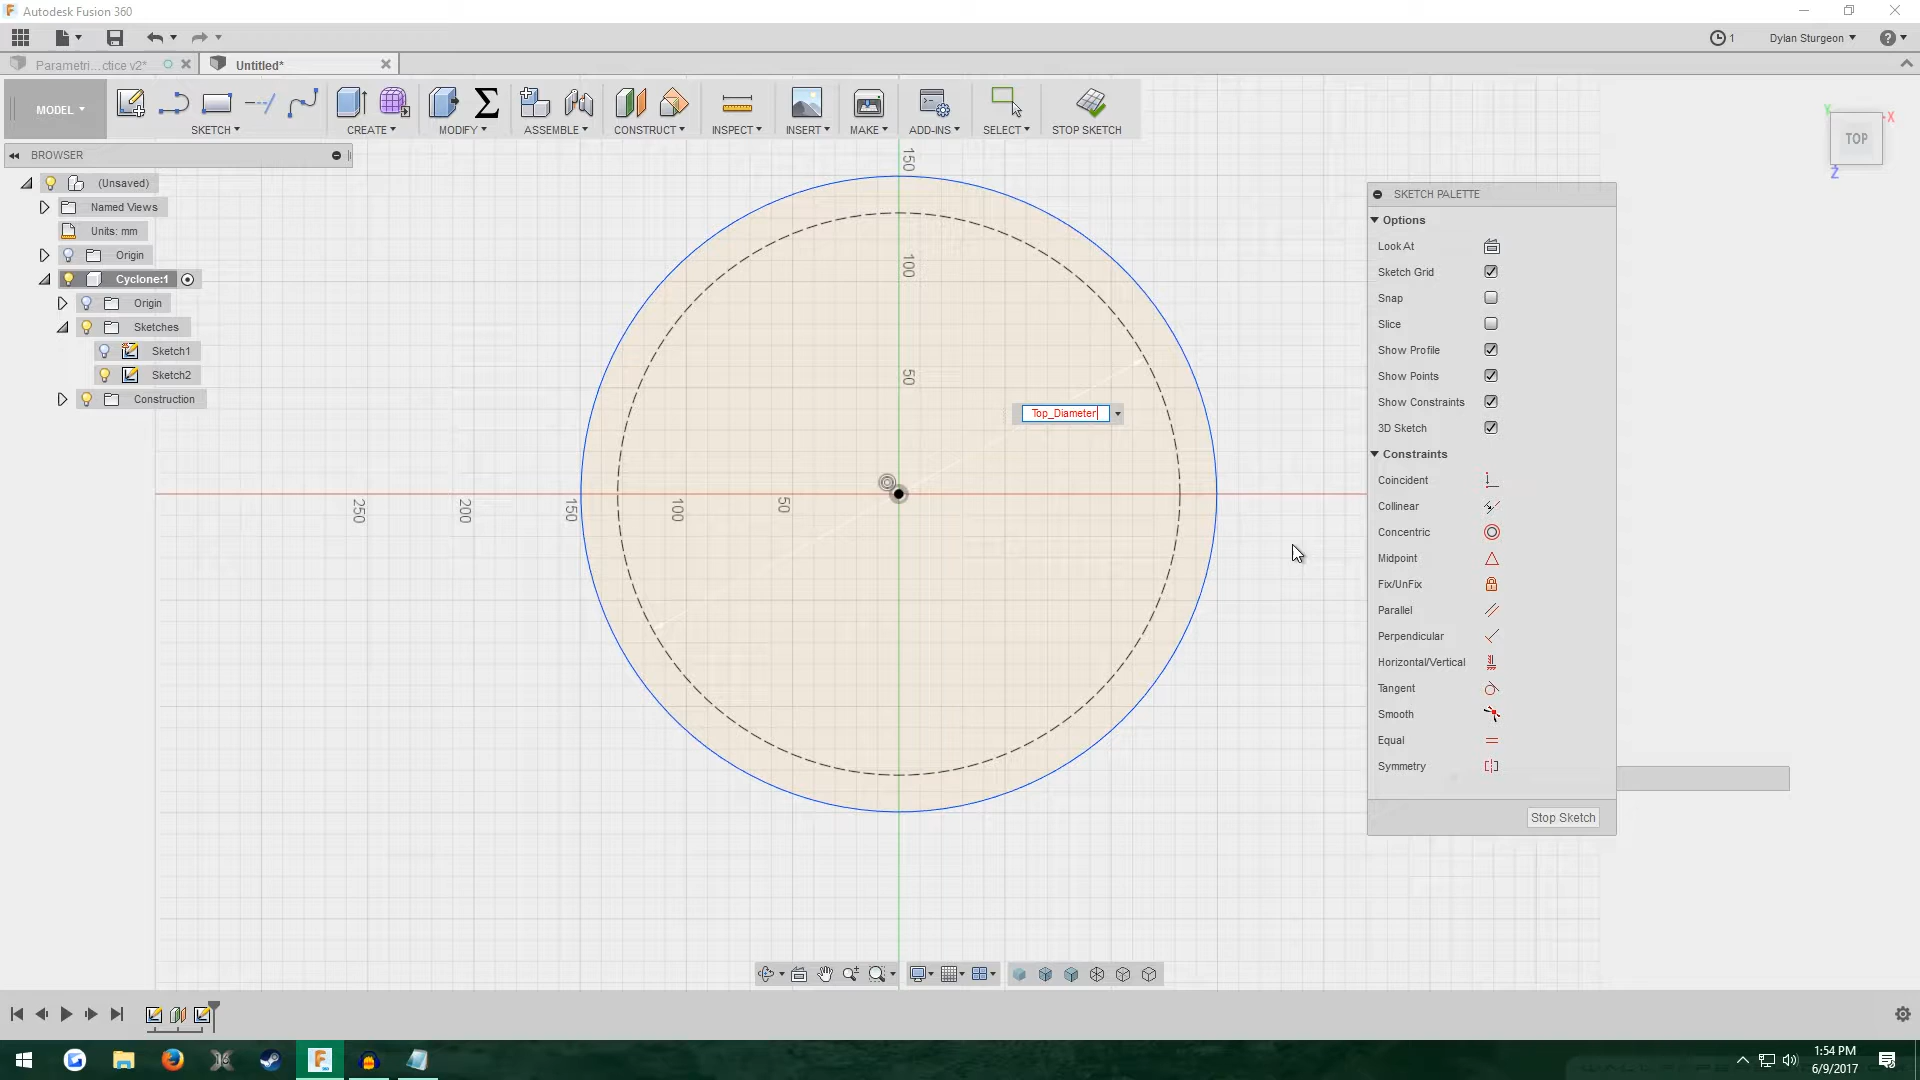 Autodesk Fusion 360
1
Dylan Sturgeon
Parametri...ctice v2*
Untitled*
MODEL
SKETCH
CREATE
MODIFY
ASSEMBLE
CONSTRUCT
INSPECT
INSERT
MAKE
ADD-INS
SELECT
STOP SKETCH
BROWSER
(Unsaved)
Named Views
Units: mm
Origin
Cyclone:1
Origin
Sketches
Sketch1
Sketch2
Construction
150
100
50
250
200
150
100
50
Top_Diameter
TOP
X
Y
Z
SKETCH PALETTE
Options
Look At
Sketch Grid
Snap
Slice
Show Profile
Show Points
Show Constraints
3D Sketch
Constraints
Coincident
Collinear
Concentric
Midpoint
Fix/UnFix
Parallel
Perpendicular
Horizontal/Vertical
Tangent
Smooth
Equal
Symmetry
Stop Sketch
1:54 PM
6/9/2017